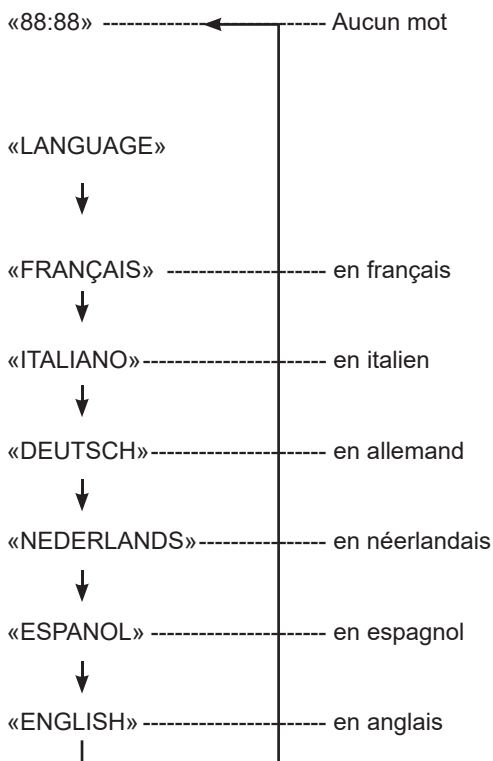 «88:88» Aucun mot
«LANGUAGE»
«FRANÇAIS» en français
«ITALIANO» en italien
«DEUTSCH» en allemand
«NEDERLANDS» en néerlandais
«ESPANOL» en espagnol
«ENGLISH» en anglais